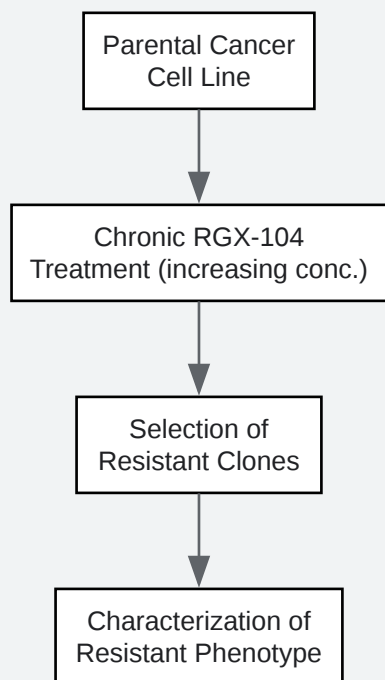 Parental Cancer
Cell Line
Chronic RGX-104
Treatment (increasing conc.)
Selection of
Resistant Clones
Characterization of
Resistant Phenotype